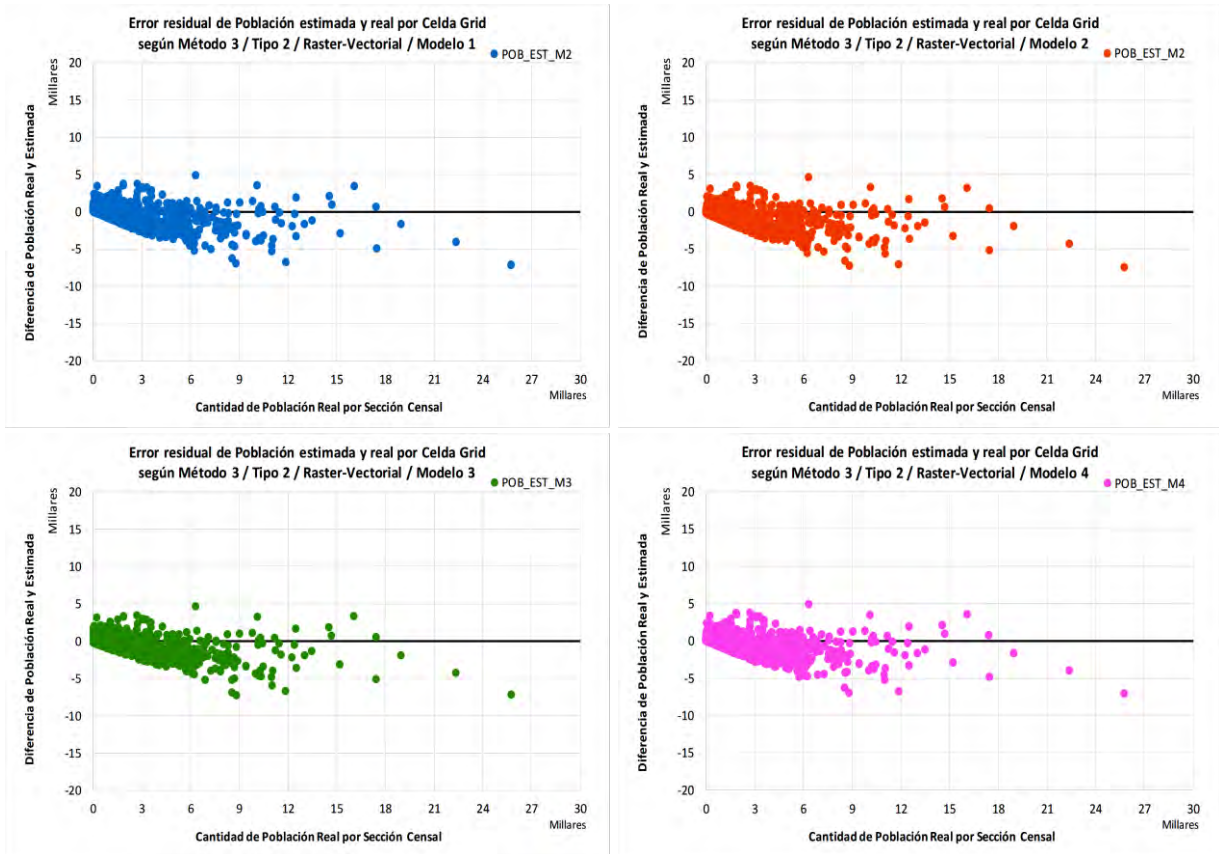 Error residual de Población estimada y real por Celda Grid
según Método 3 / Tipo 2 / Raster-Vectorial / Modelo 1
POB_EST_M2
Millares
Diferencia de Población Real y Estimada
20
15
10
5
0
-5
-10
-15
-20
0 3 6 9 12 15 18 21 24 27 30
Millares
Cantidad de Población Real por Sección Censal
Error residual de Población estimada y real por Celda Grid
según Método 3 / Tipo 2 / Raster-Vectorial / Modelo 2
POB_EST_M2
Millares
Diferencia de Población Real y Estimada
20
15
10
5
0
-5
-10
-15
-20
0 3 6 9 12 15 18 21 24 27 30
Millares
Cantidad de Población Real por Sección Censal
Error residual de Población estimada y real por Celda Grid
según Método 3 / Tipo 2 / Raster-Vectorial / Modelo 3
POB_EST_M3
Millares
Diferencia de Población Real y Estimada
20
15
10
5
0
-5
-10
-15
-20
0 3 6 9 12 15 18 21 24 27 30
Millares
Cantidad de Población Real por Sección Censal
Error residual de Población estimada y real por Celda Grid
según Método 3 / Tipo 2 / Raster-Vectorial / Modelo 4
POB_EST_M4
Millares
Diferencia de Población Real y Estimada
20
15
10
5
0
-5
-10
-15
-20
0 3 6 9 12 15 18 21 24 27 30
Millares
Cantidad de Población Real por Sección Censal